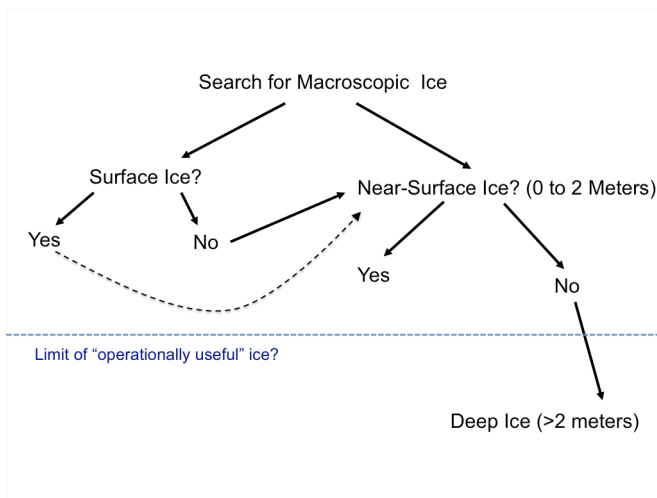 Search for Macroscopic Ice
Surface Ice?
Near-Surface Ice? (0 to 2 Meters)
Yes
No
Yes
No
Limit of “operationally useful” ice?
Deep Ice (>2 meters)